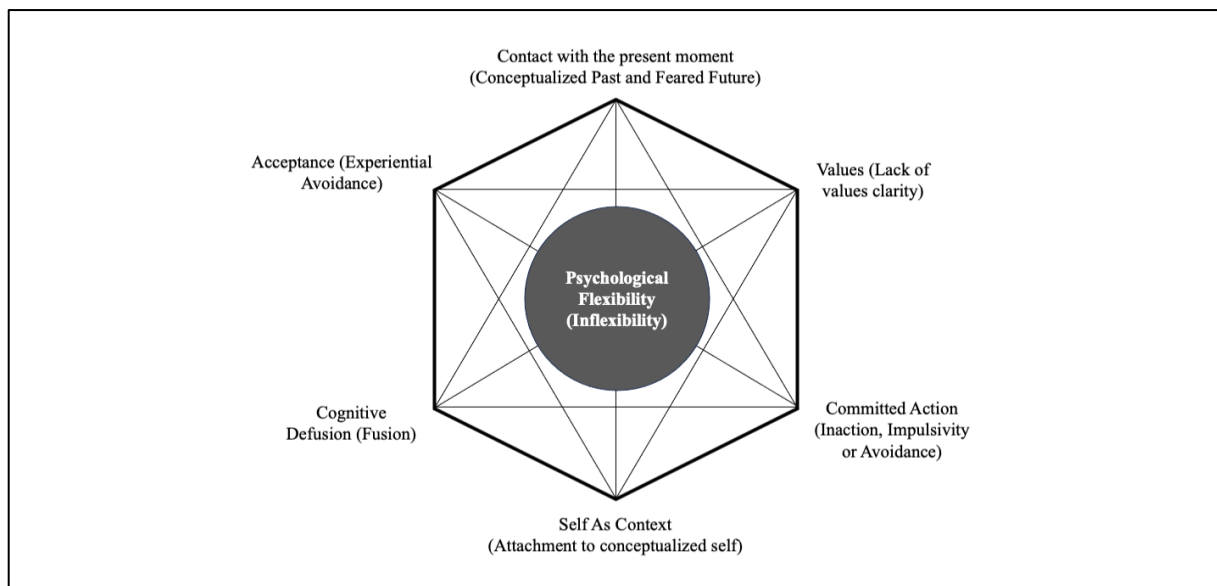 Contact with the present moment
(Conceptualized Past and Feared Future)
Acceptance (Experiential
Avoidance)
Values (Lack of
values clarity)
Psychological
Flexibility
(Inflexibility)
Cognitive
Defusion (Fusion)
Committed Action
(Inaction, Impulsivity
or Avoidance)
Self As Context
(Attachment to conceptualized self)